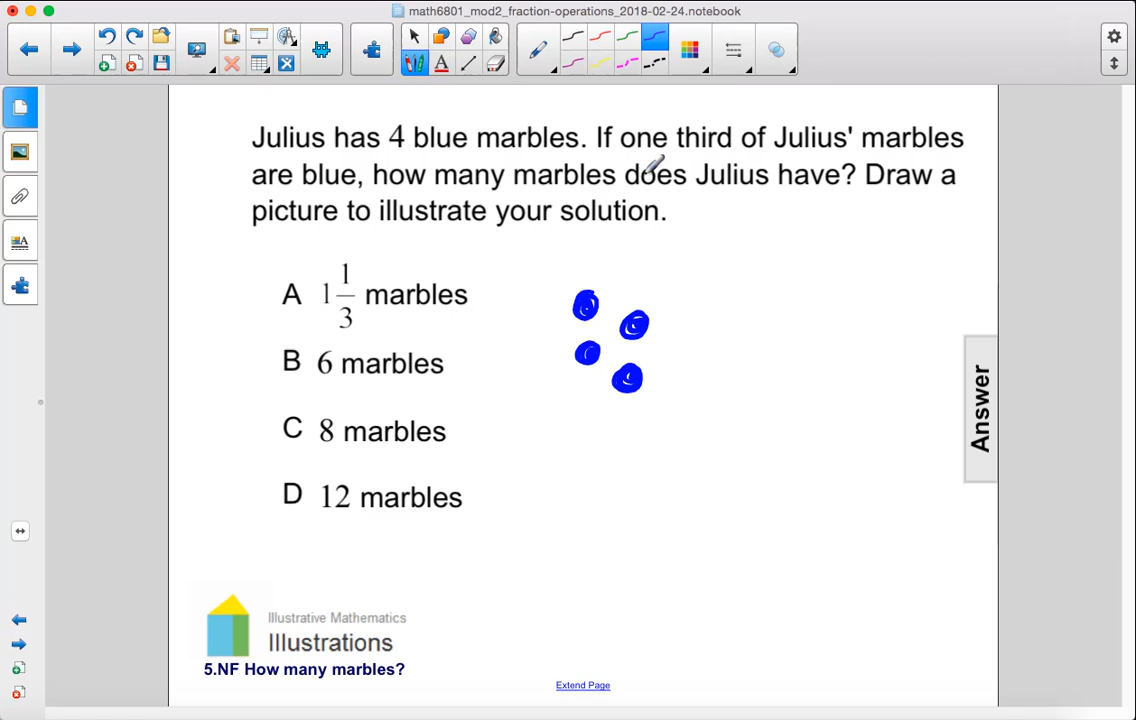 math6801_mod2_fraction-operations_2018-02-24.notebook
Julius has 4 blue marbles. If one third of Julius' marbles
are blue, how many marbles does Julius have? Draw a
picture to illustrate your solution.
A 1 1/3 marbles
B 6 marbles
C 8 marbles
D 12 marbles
Answer
Illustrative Mathematics
Illustrations
5.NF How many marbles?
Extend Page